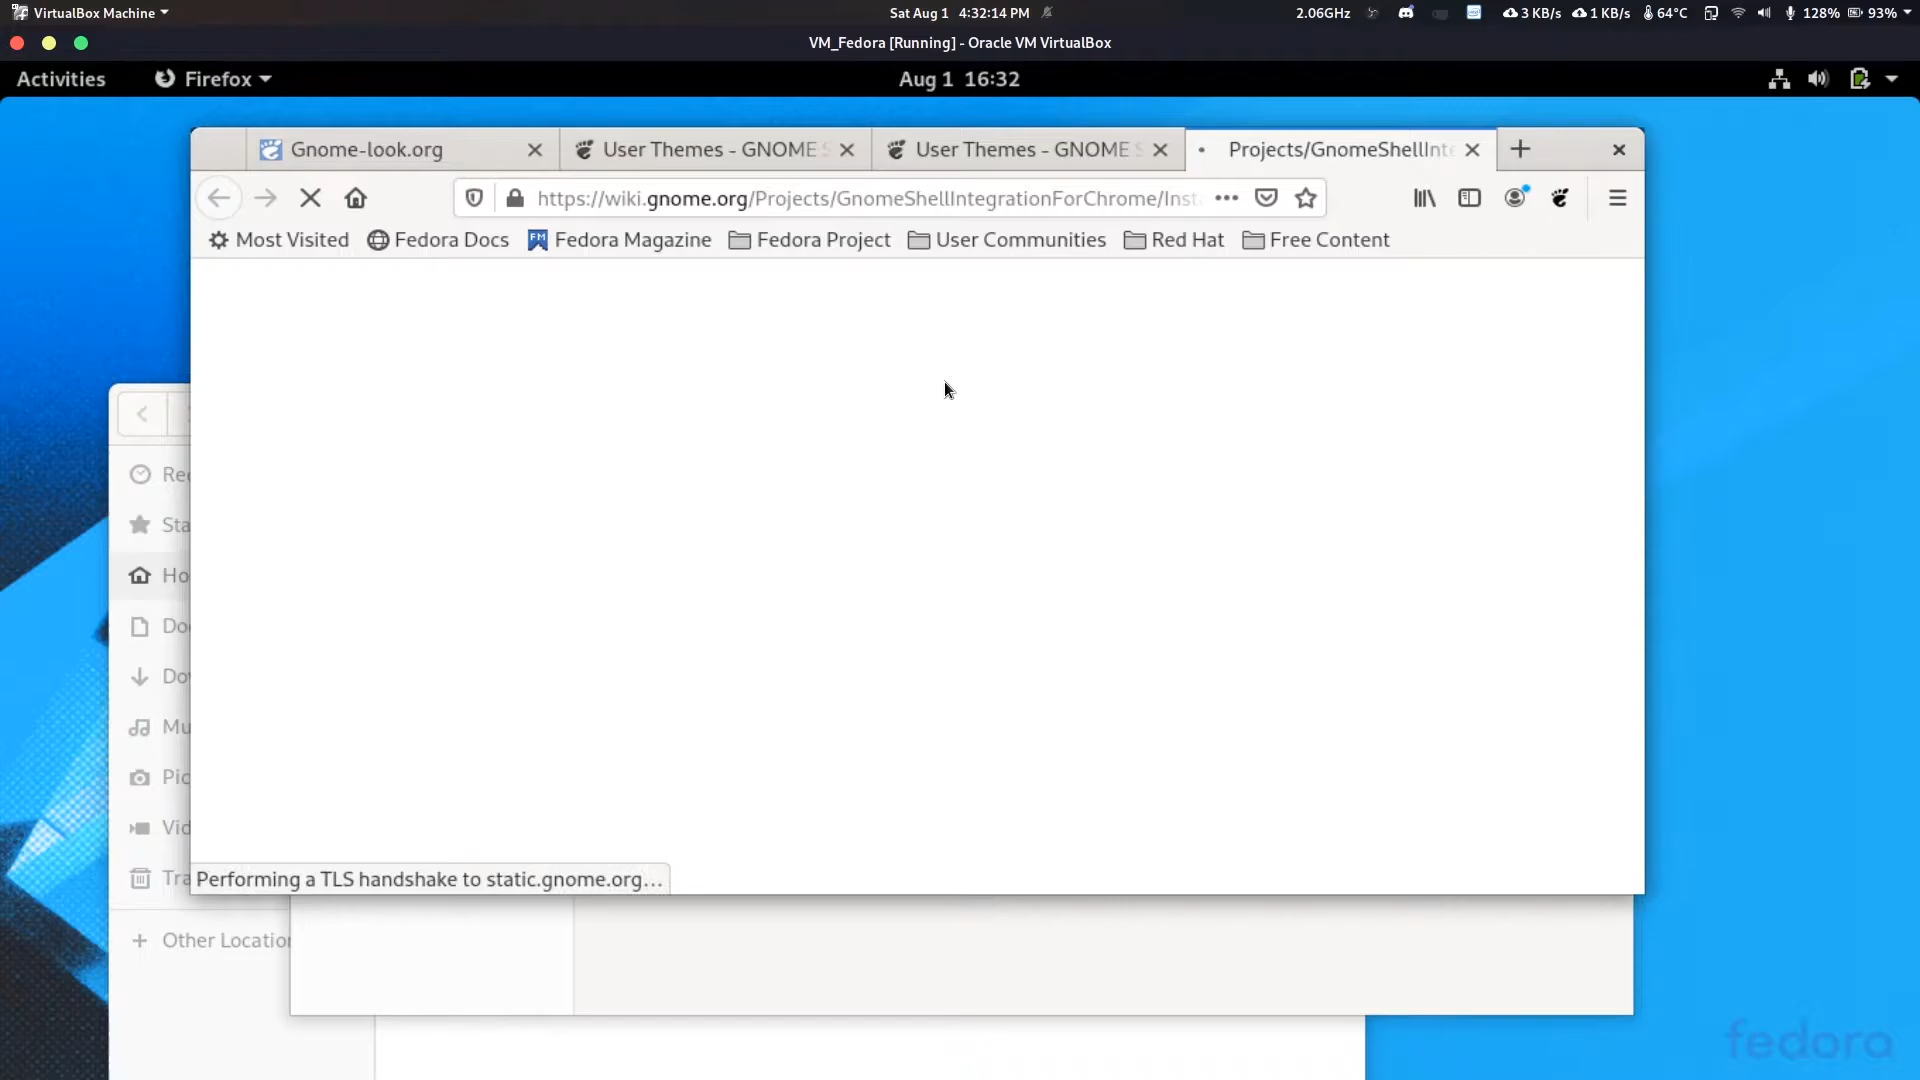 VirtualBox Machine
Sat Aug 1 4:32:14 PM
2.06GHz 3 KB/s 1 KB/s 64°C 128% 93%
VM_Fedora [Running] - Oracle VM VirtualBox
Activities Firefox Aug 1 16:32
Gnome-look.org User Themes - GNOME S User Themes - GNOME S Projects/GnomeShellInte
https://wiki.gnome.org/Projects/GnomeShellIntegrationForChrome/Inst
Most Visited Fedora Docs FM Fedora Magazine Fedora Project User Communities Red Hat Free Content
Rec
Sta
Ho
Do
Do
Mu
Pic
Vid
Tra
Performing a TLS handshake to static.gnome.org...
Other Location
fedora